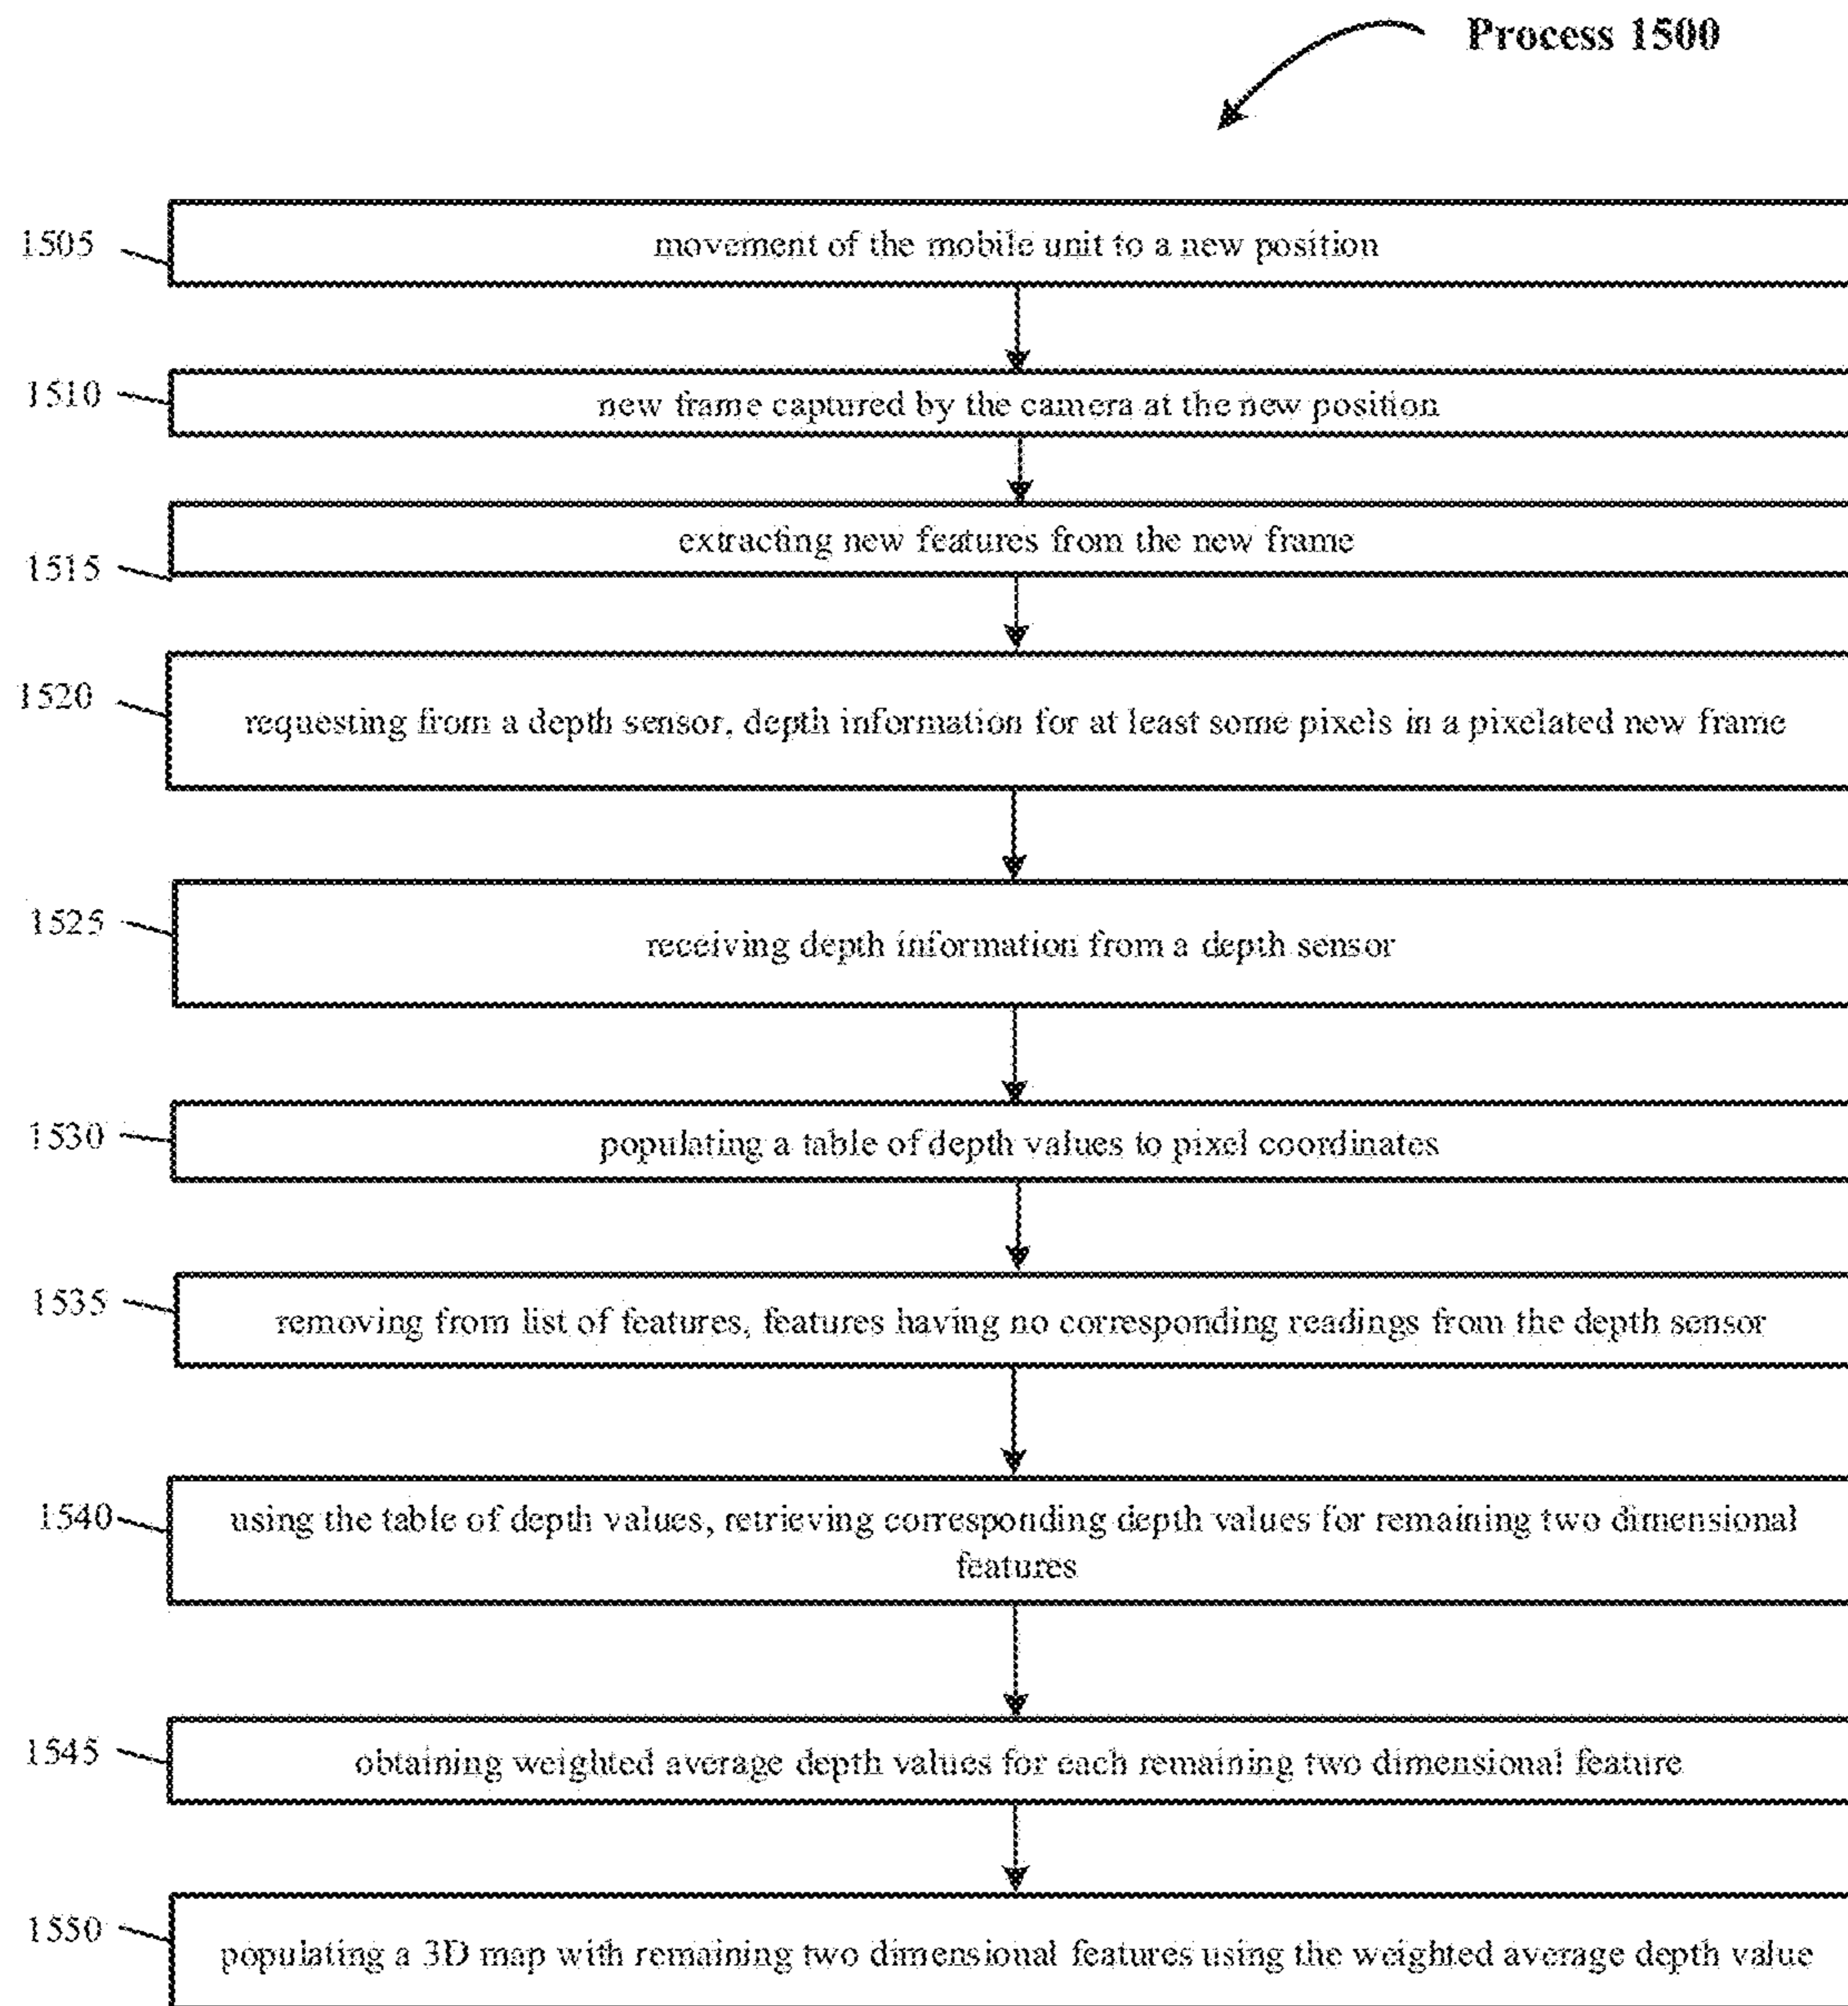 Process 1500
1505
movement of the mobile unit to a new position
1510
new frame captured by the camera at the new position
extracting new features from the new frame
1515
1520
requesting from a depth sensor, depth information for at least some pixels in a pixelated new frame
1525
receiving depth information from a depth sensor
1530
populating a table of depth values to pixel coordinates
1535
removing from list of features, features having no corresponding readings from the depth sensor
1540
using the table of depth values, retrieving corresponding depth values for remaining two dimensional
features
1545
obtaining weighted average depth values for each remaining two dimensional feature
1550
populating a 3D map with remaining two dimensional features using the weighted average depth value